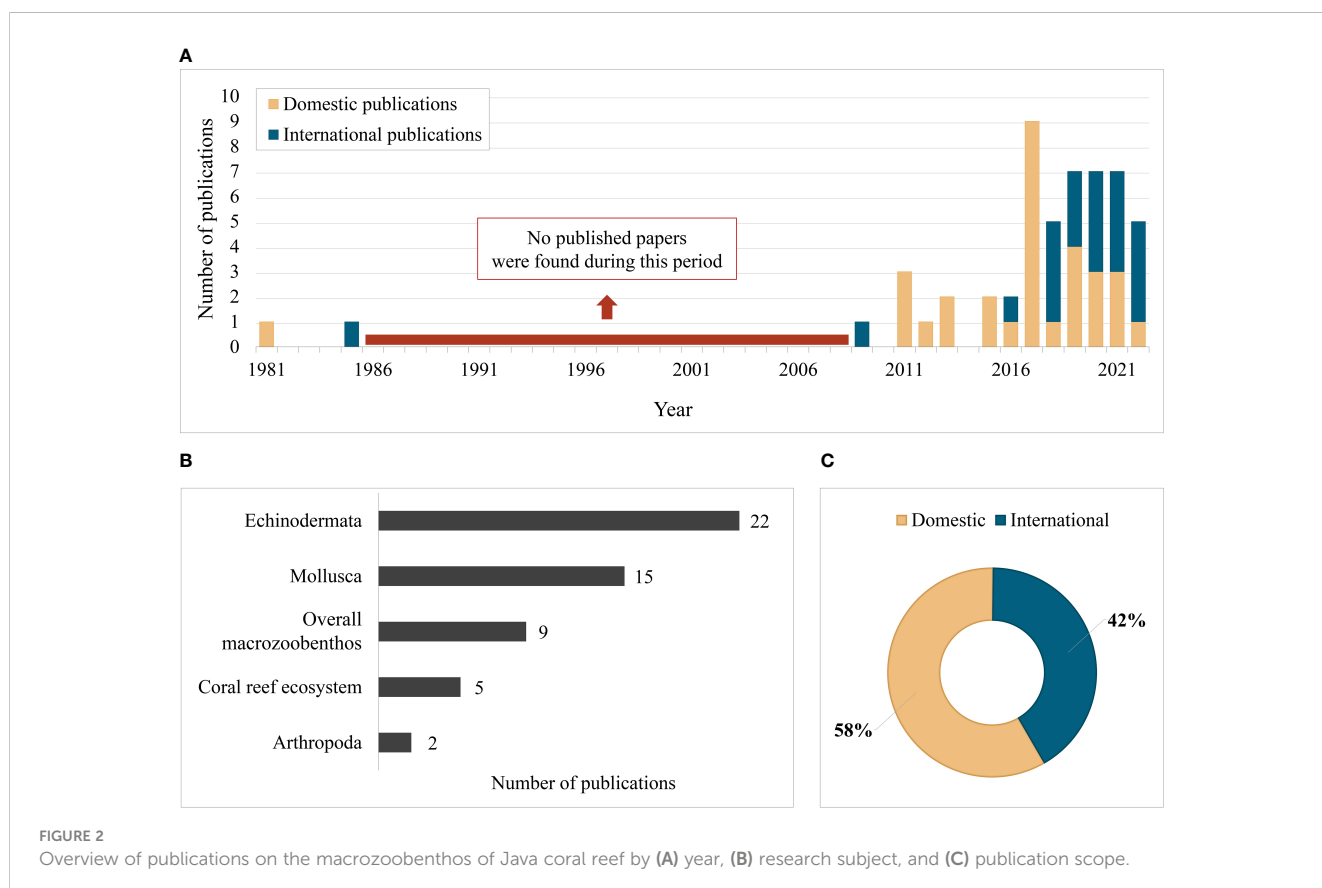 A
10
9
8
7
6
5
4
3
2
1
0
Number of publications
Domestic publications
International publications
No published papers
were found during this period
1981
1986
1991
1996
2001
2006
2011
2016
2021
Year
B
Echinodermata
22
Mollusca
15
Overall
macrozoobenthos
9
Coral reef ecosystem
5
Arthropoda
2
Number of publications
C
Domestic
International
42%
58%
FIGURE 2
Overview of publications on the macrozoobenthos of Java coral reef by (A) year, (B) research subject, and (C) publication scope.